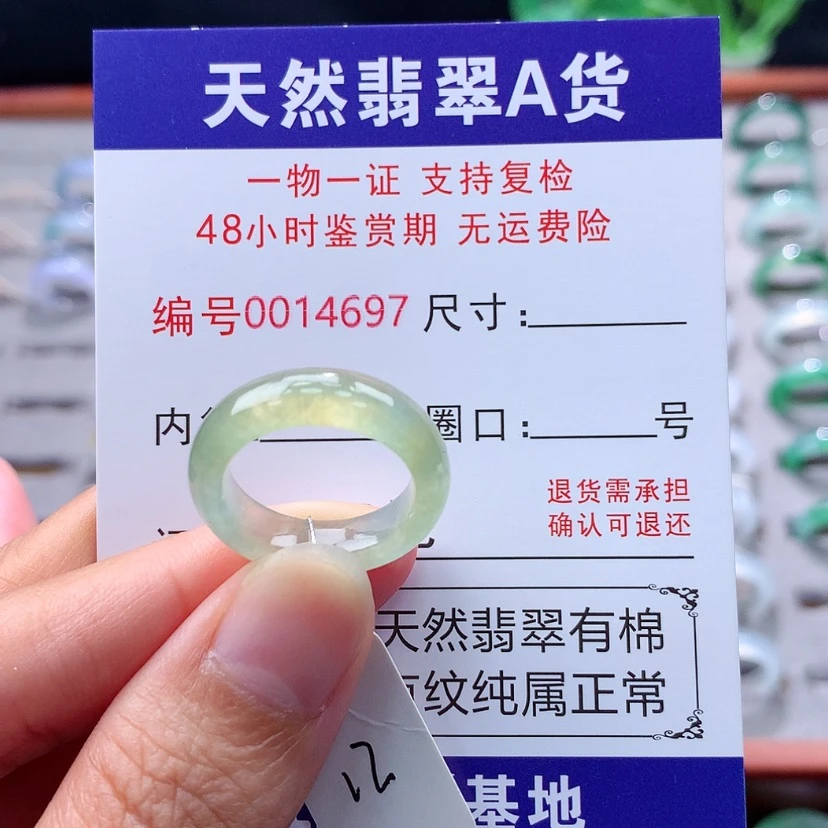 天然翡翠A货
一物一证 支持复检
48小时鉴赏期 无运费险
编号0014697 尺寸:
内 圈口: 号
退货需承担
确认可退还
天然翡翠有棉
纹纯属正常
基地
12